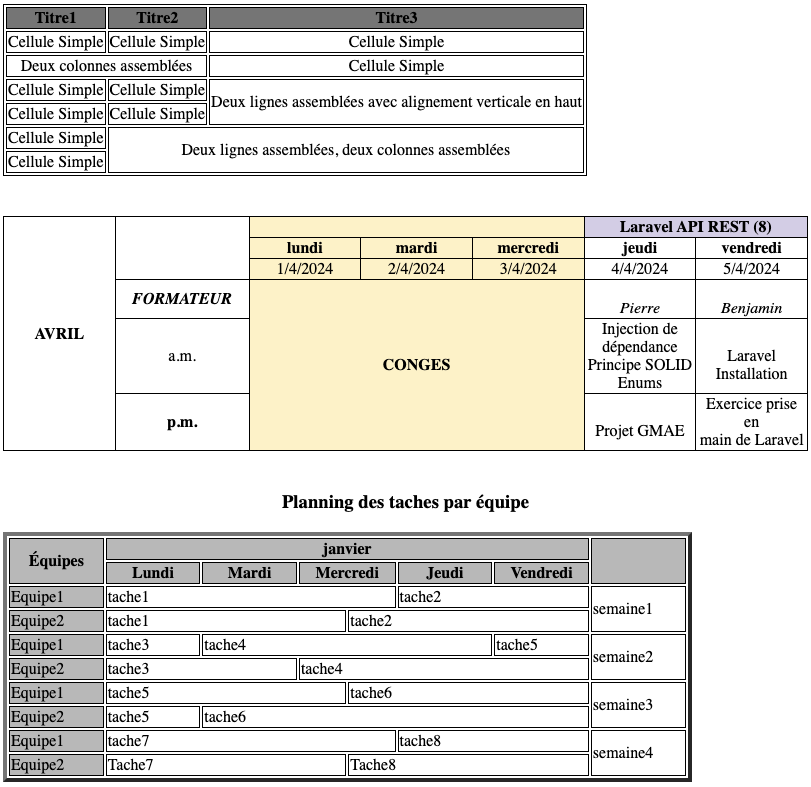 Titre1 Titre2 Titre3
Cellule Simple Cellule Simple Cellule Simple
Deux colonnes assemblées Cellule Simple
Cellule Simple Cellule Simple Deux lignes assemblées avec alignement verticale en haut
Cellule Simple Cellule Simple
Cellule Simple Deux lignes assemblées, deux colonnes assemblées
Cellule Simple
Laravel API REST (8)
lundi mardi mercredi jeudi vendredi
1/4/2024 2/4/2024 3/4/2024 4/4/2024 5/4/2024
AVRIL
FORMATEUR Pierre Benjamin
CONGES
a.m.
Injection de
dépendance
Principe SOLID
Enums
Laravel
Installation
p.m.
Projet GMAE
Exercice prise
en
main de Laravel
Planning des taches par équipe
Équipes janvier
Lundi Mardi Mercredi Jeudi Vendredi
Equipe1 tache1 tache2 semaine1
Equipe2 tache1 tache2
Equipe1 tache3 tache4 tache5 semaine2
Equipe2 tache3 tache4
Equipe1 tache5 tache6 semaine3
Equipe2 tache5 tache6
Equipe1 tache7 tache8 semaine4
Equipe2 Tache7 Tache8